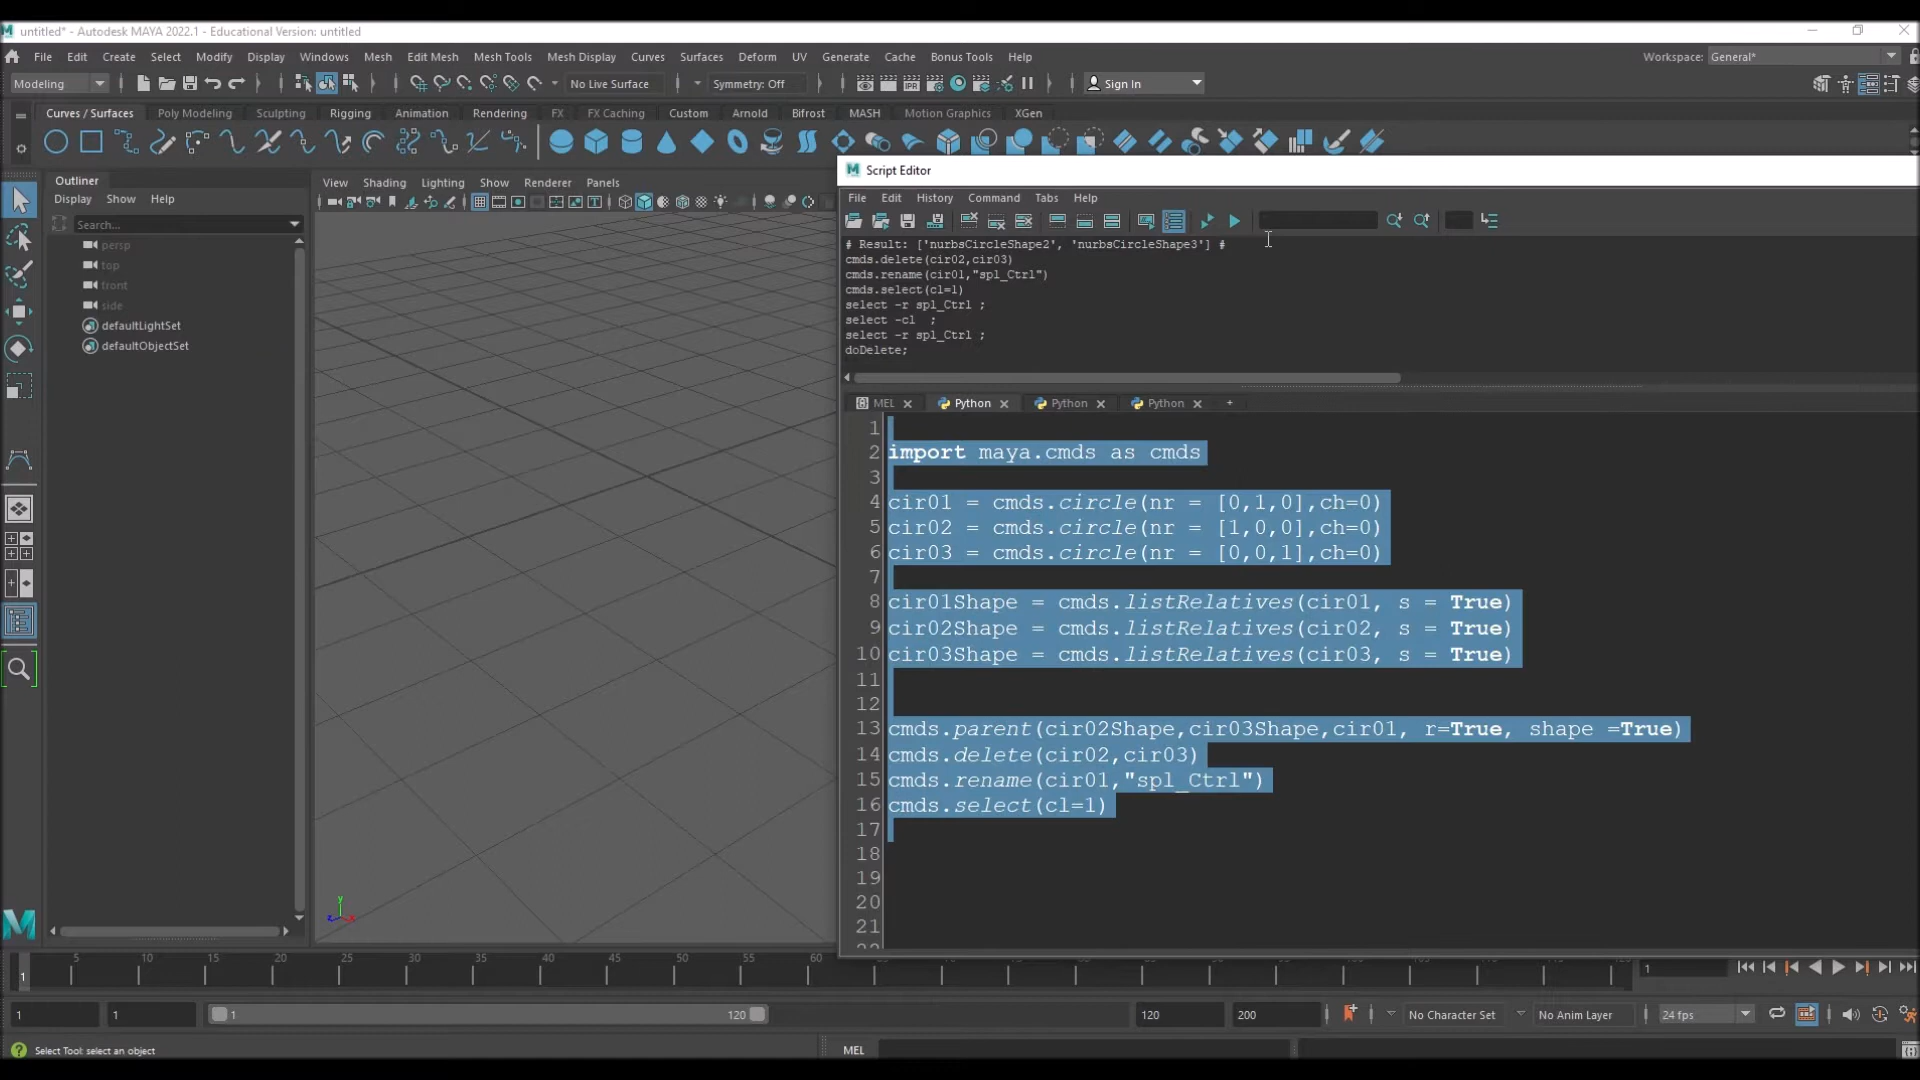 untitled* - Autodesk MAYA 2022.1 - Educational Version: untitled
File Edit Create Select Modify Display Windows Mesh Edit Mesh Mesh Tools Mesh Display Curves Surfaces Deform UV Generate Cache Bonus Tools Help
Workspace: General*
Modeling
No Live Surface
Symmetry: Off
Sign In
Curves / Surfaces Poly Modeling Sculpting Rigging Animation Rendering FX FX Caching Custom Arnold Bifrost MASH Motion Graphics XGen
Outliner
Display Show Help
Search...
persp
top
front
side
defaultLightSet
defaultObjectSet
View Shading Lighting Show Renderer Panels
Script Editor
File Edit History Command Tabs Help
# Result: ['nurbsCircleShape2', 'nurbsCircleShape3'] #
cmds.delete(cir02,cir03)
cmds.rename(cir01,"spl_Ctrl")
cmds.select(cl=1)
select -r spl_Ctrl ;
select -cl  ;
select -r spl_Ctrl ;
doDelete;
MEL Python Python Python +
1
2 import maya.cmds as cmds
3
4 cir01 = cmds.circle(nr = [0,1,0],ch=0)
5 cir02 = cmds.circle(nr = [1,0,0],ch=0)
6 cir03 = cmds.circle(nr = [0,0,1],ch=0)
7
8 cir01Shape = cmds.listRelatives(cir01, s = True)
9 cir02Shape = cmds.listRelatives(cir02, s = True)
10 cir03Shape = cmds.listRelatives(cir03, s = True)
11
12
13 cmds.parent(cir02Shape,cir03Shape,cir01, r=True, shape =True)
14 cmds.delete(cir02,cir03)
15 cmds.rename(cir01,"spl_Ctrl")
16 cmds.select(cl=1)
17
18
19
20
21
5 10 15 20 25 30 35 40 45 50 55 60
1
1
1 1 1 120 120 200 No Character Set No Anim Layer 24 fps
Select Tool: select an object
MEL